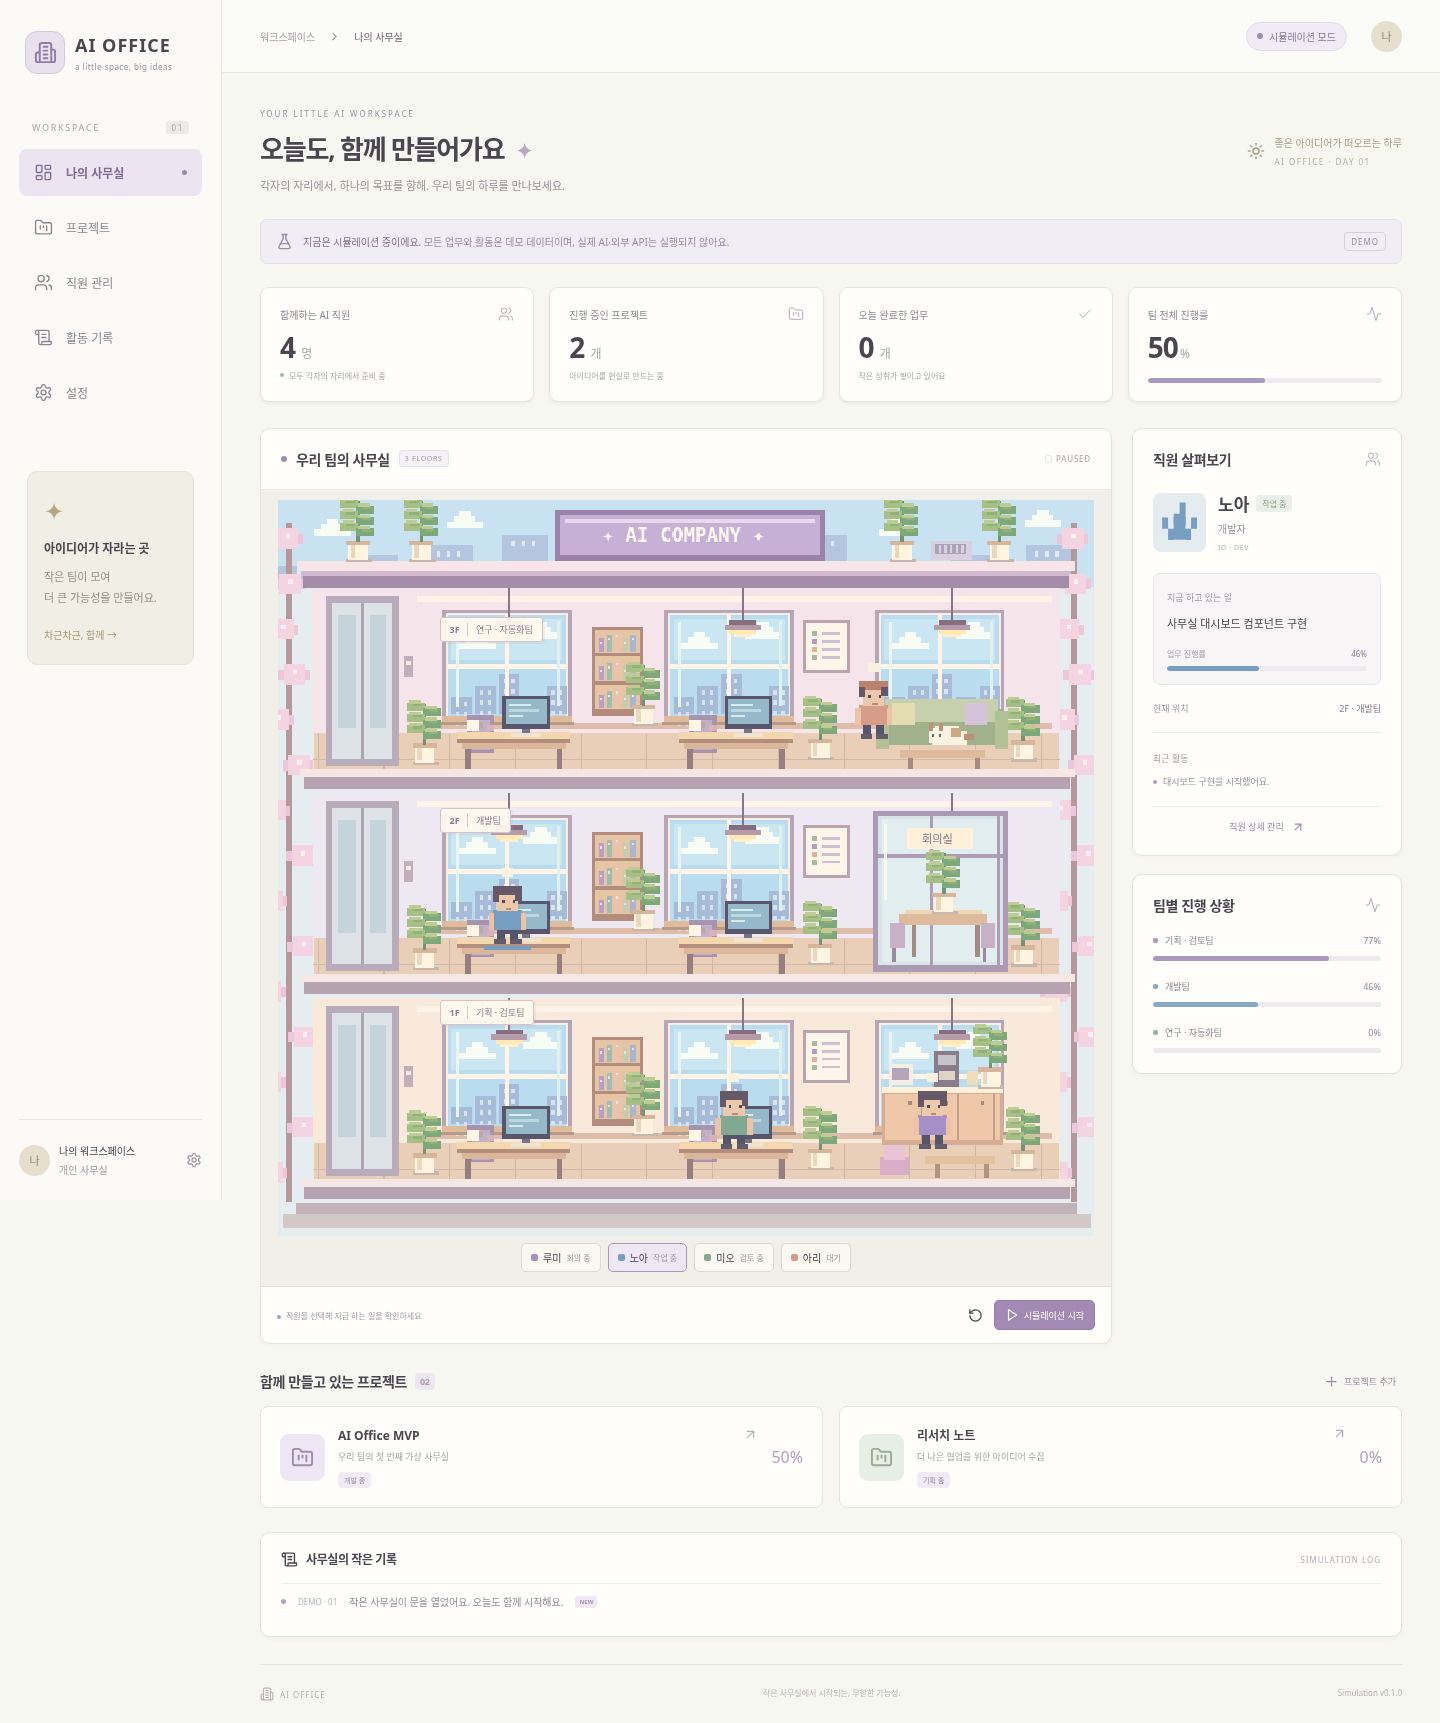 AI OFFICE
a little space, big ideas
WORKSPACE 01
나의 사무실
프로젝트
직원 관리
활동 기록
설정
✦
아이디어가 자라는 곳
작은 팀이 모여
더 큰 가능성을 만들어요.
차근차근, 함께 →
나 나의 워크스페이스
개인 사무실
워크스페이스 > 나의 사무실
시뮬레이션 모드 나
YOUR LITTLE AI WORKSPACE
오늘도, 함께 만들어가요 ✦
각자의 자리에서, 하나의 목표를 향해. 우리 팀의 하루를 만나보세요.
좋은 아이디어가 떠오르는 하루
AI OFFICE · DAY 01
지금은 시뮬레이션 중이에요. 모든 업무와 활동은 데모 데이터이며, 실제 AI·외부 API는 실행되지 않아요. DEMO
함께하는 AI 직원
4 명
모두 각자의 자리에서 준비 중
진행 중인 프로젝트
2 개
아이디어를 현실로 만드는 중
오늘 완료한 업무
0 개
작은 성취가 쌓이고 있어요
팀 전체 진행률
50%
우리 팀의 사무실 3 FLOORS PAUSED
✦ AI COMPANY ✦
3F 연구 · 자동화팀
2F 개발팀
회의실
1F 기획 · 검토팀
루미 회의 중
노아 작업 중
미오 검토 중
아리 대기
직원을 선택해 지금 하는 일을 확인하세요
시뮬레이션 시작
직원 살펴보기
노아 작업 중
개발자
ID · DEV
지금 하고 있는 일
사무실 대시보드 컴포넌트 구현
업무 진행률 46%
현재 위치 2F · 개발팀
최근 활동
대시보드 구현을 시작했어요.
직원 상세 관리
팀별 진행 상황
기획 · 검토팀 77%
개발팀 46%
연구 · 자동화팀 0%
함께 만들고 있는 프로젝트 02
프로젝트 추가
AI Office MVP
우리 팀의 첫 번째 가상 사무실
개발 중
50%
리서치 노트
더 나은 협업을 위한 아이디어 수집
기획 중
0%
사무실의 작은 기록 SIMULATION LOG
DEMO · 01 작은 사무실이 문을 열었어요. 오늘도 함께 시작해요. NEW
AI OFFICE
작은 사무실에서 시작되는, 무한한 가능성.
Simulation v0.1.0